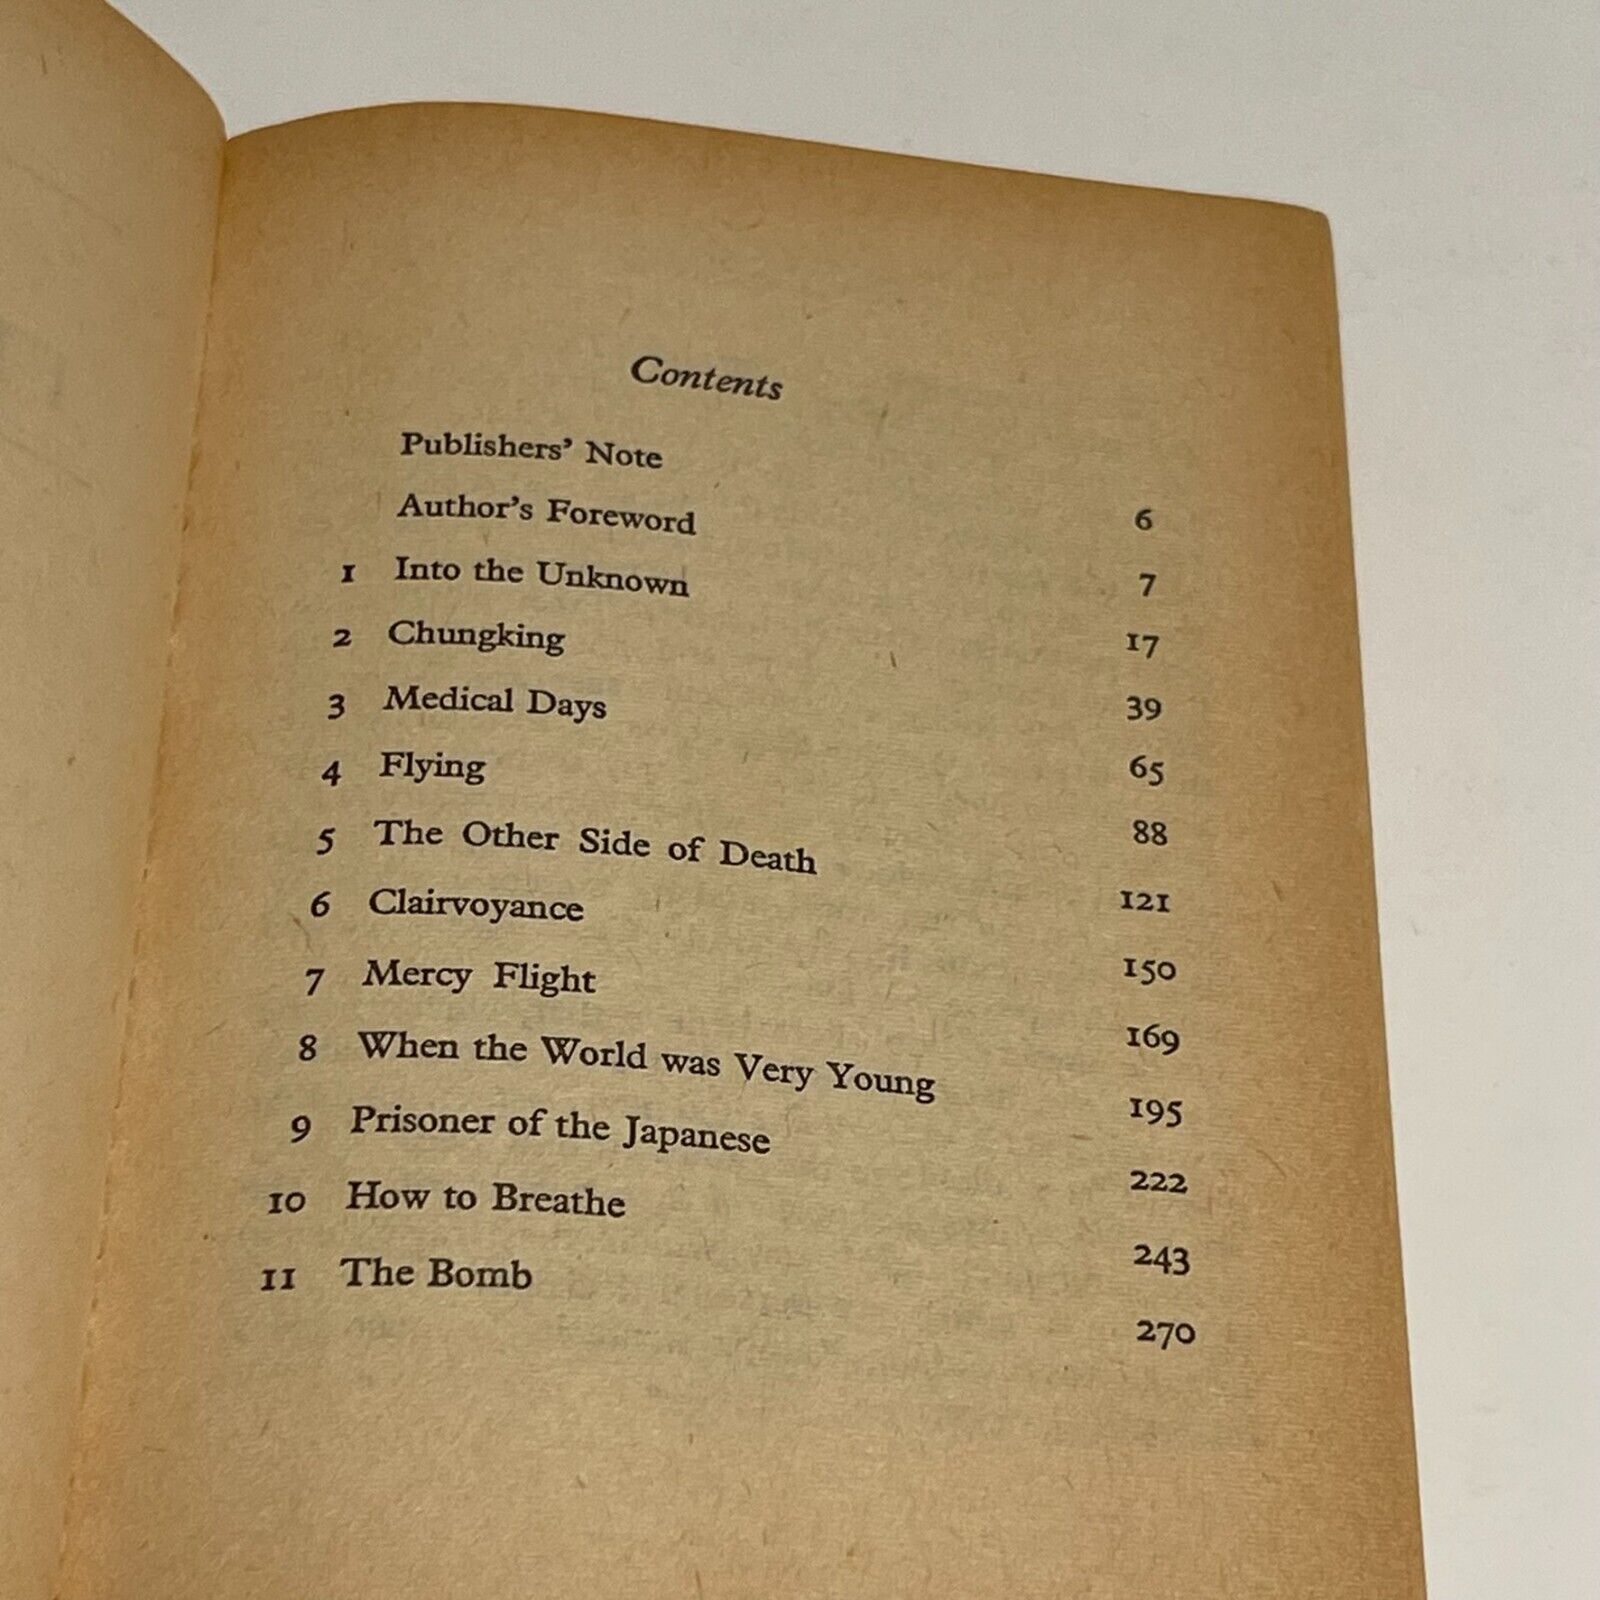 Contents
Publishers' Note 6
Author's Foreword 7
1 Into the Unknown 17
2 Chungking 39
3 Medical Days 65
4 Flying 88
5 The Other Side of Death 121
6 Clairvoyance 150
7 Mercy Flight 169
8 When the World was Very Young 195
9 Prisoner of the Japanese 222
10 How to Breathe 243
11 The Bomb 270